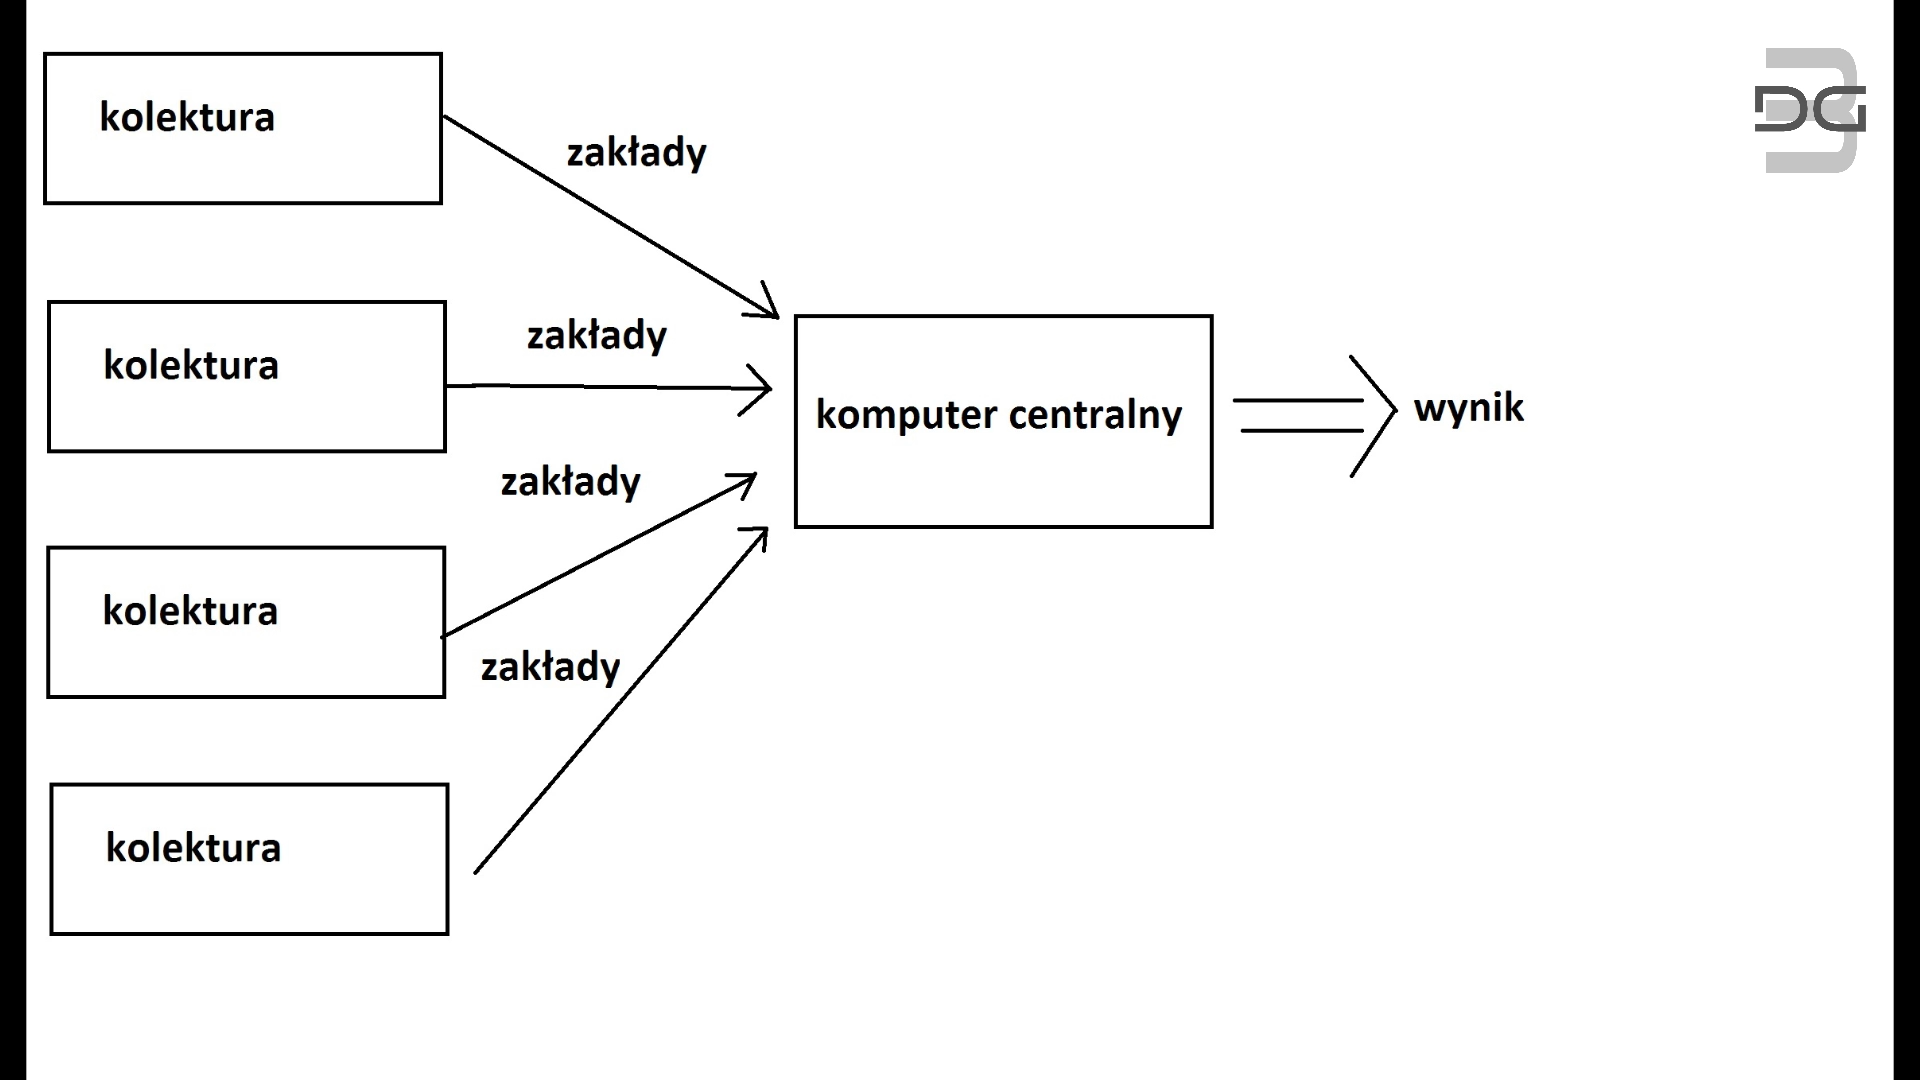 kolektura
zakłady
kolektura
zakłady
komputer centralny
wynik
zakłady
kolektura
zakłady
kolektura